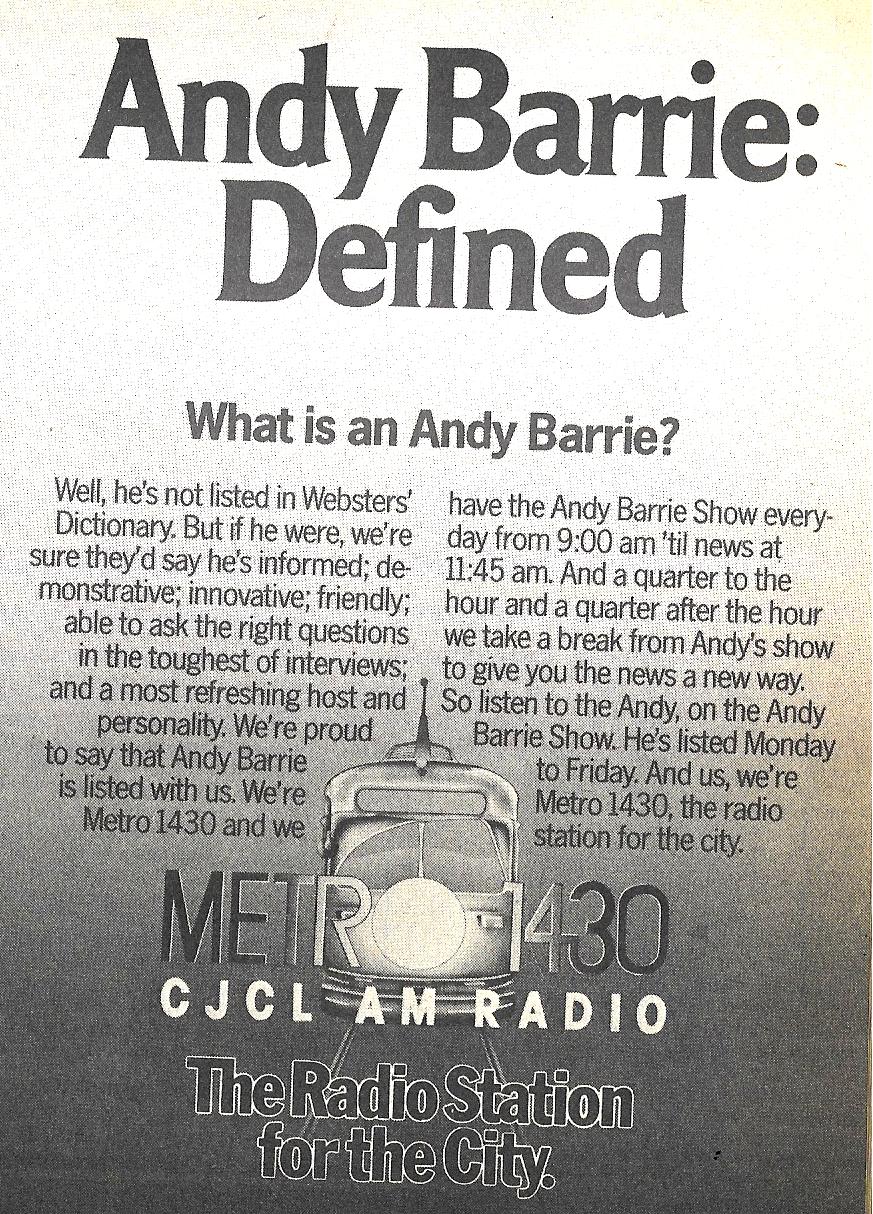 Andy Barrie:
Defined
What is an Andy Barrie?
Well, he's not listed in Websters'
Dictionary. But if he were, we're
sure they'd say he's informed; de-
monstrative; innovative; friendly;
able to ask the right questions
in the toughest of interviews;
and a most refreshing host and
personality. We're proud
to say that Andy Barrie
is listed with us. We're
Metro 1430 and we
have the Andy Barrie Show every-
day from 9:00 am 'til news at
11:45 am. And a quarter to the
hour and a quarter after the hour
we take a break from Andy's show
to give you the news a new way.
So listen to the Andy, on the Andy
Barrie Show. He's listed Monday
to Friday. And us, we're
Metro 1430, the radio
station for the city.
METRO 1430
CJCL AM RADIO
The Radio Station
for the City.